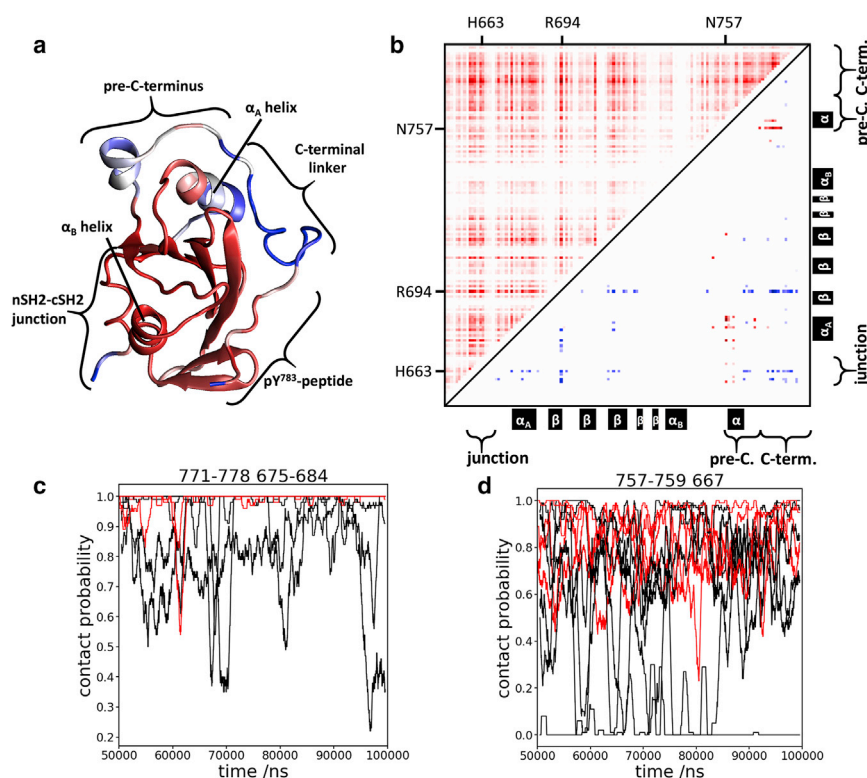 a
pre-C-terminus
αA helix
C-terminal
linker
αB helix
nSH2-cSH2
junction
pY783-peptide
b
H663 R694 N757
N757
R694
H663
pre-C. C-term.
α
αB
β
β
β
β
β
αA
junction
αA β β β β β αB α
junction pre-C. C-term.
c
771-778 675-684
contact probability
1.0
0.9
0.8
0.7
0.6
0.5
0.4
0.3
0.2
50000 60000 70000 80000 90000 100000
time /ns
d
757-759 667
contact probability
1.0
0.8
0.6
0.4
0.2
0.0
50000 60000 70000 80000 90000 100000
time /ns